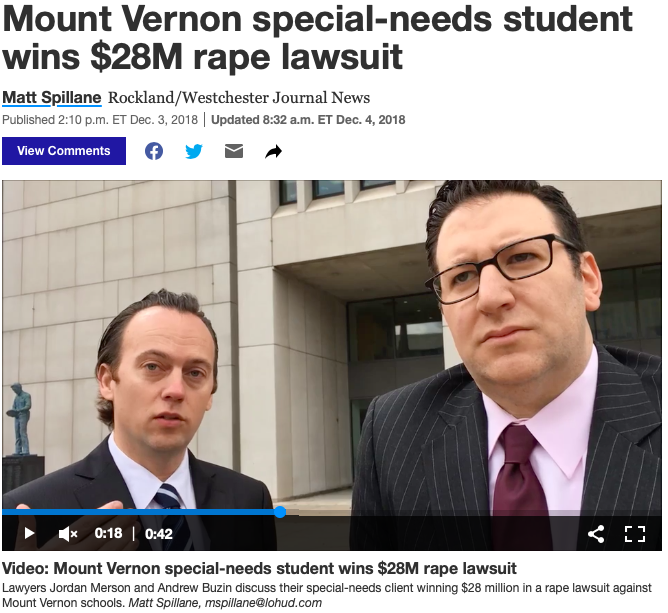 Mount Vernon special-needs student
wins $28M rape lawsuit
Matt Spillane Rockland/Westchester Journal News
Published 2:10 p.m. ET Dec. 3, 2018 | Updated 8:32 a.m. ET Dec. 4, 2018
View Comments
0:18 | 0:42
Video: Mount Vernon special-needs student wins $28M rape lawsuit
Lawyers Jordan Merson and Andrew Buzin discuss their special-needs client winning $28 million in a rape lawsuit against
Mount Vernon schools. Matt Spillane, mspillane@lohud.com